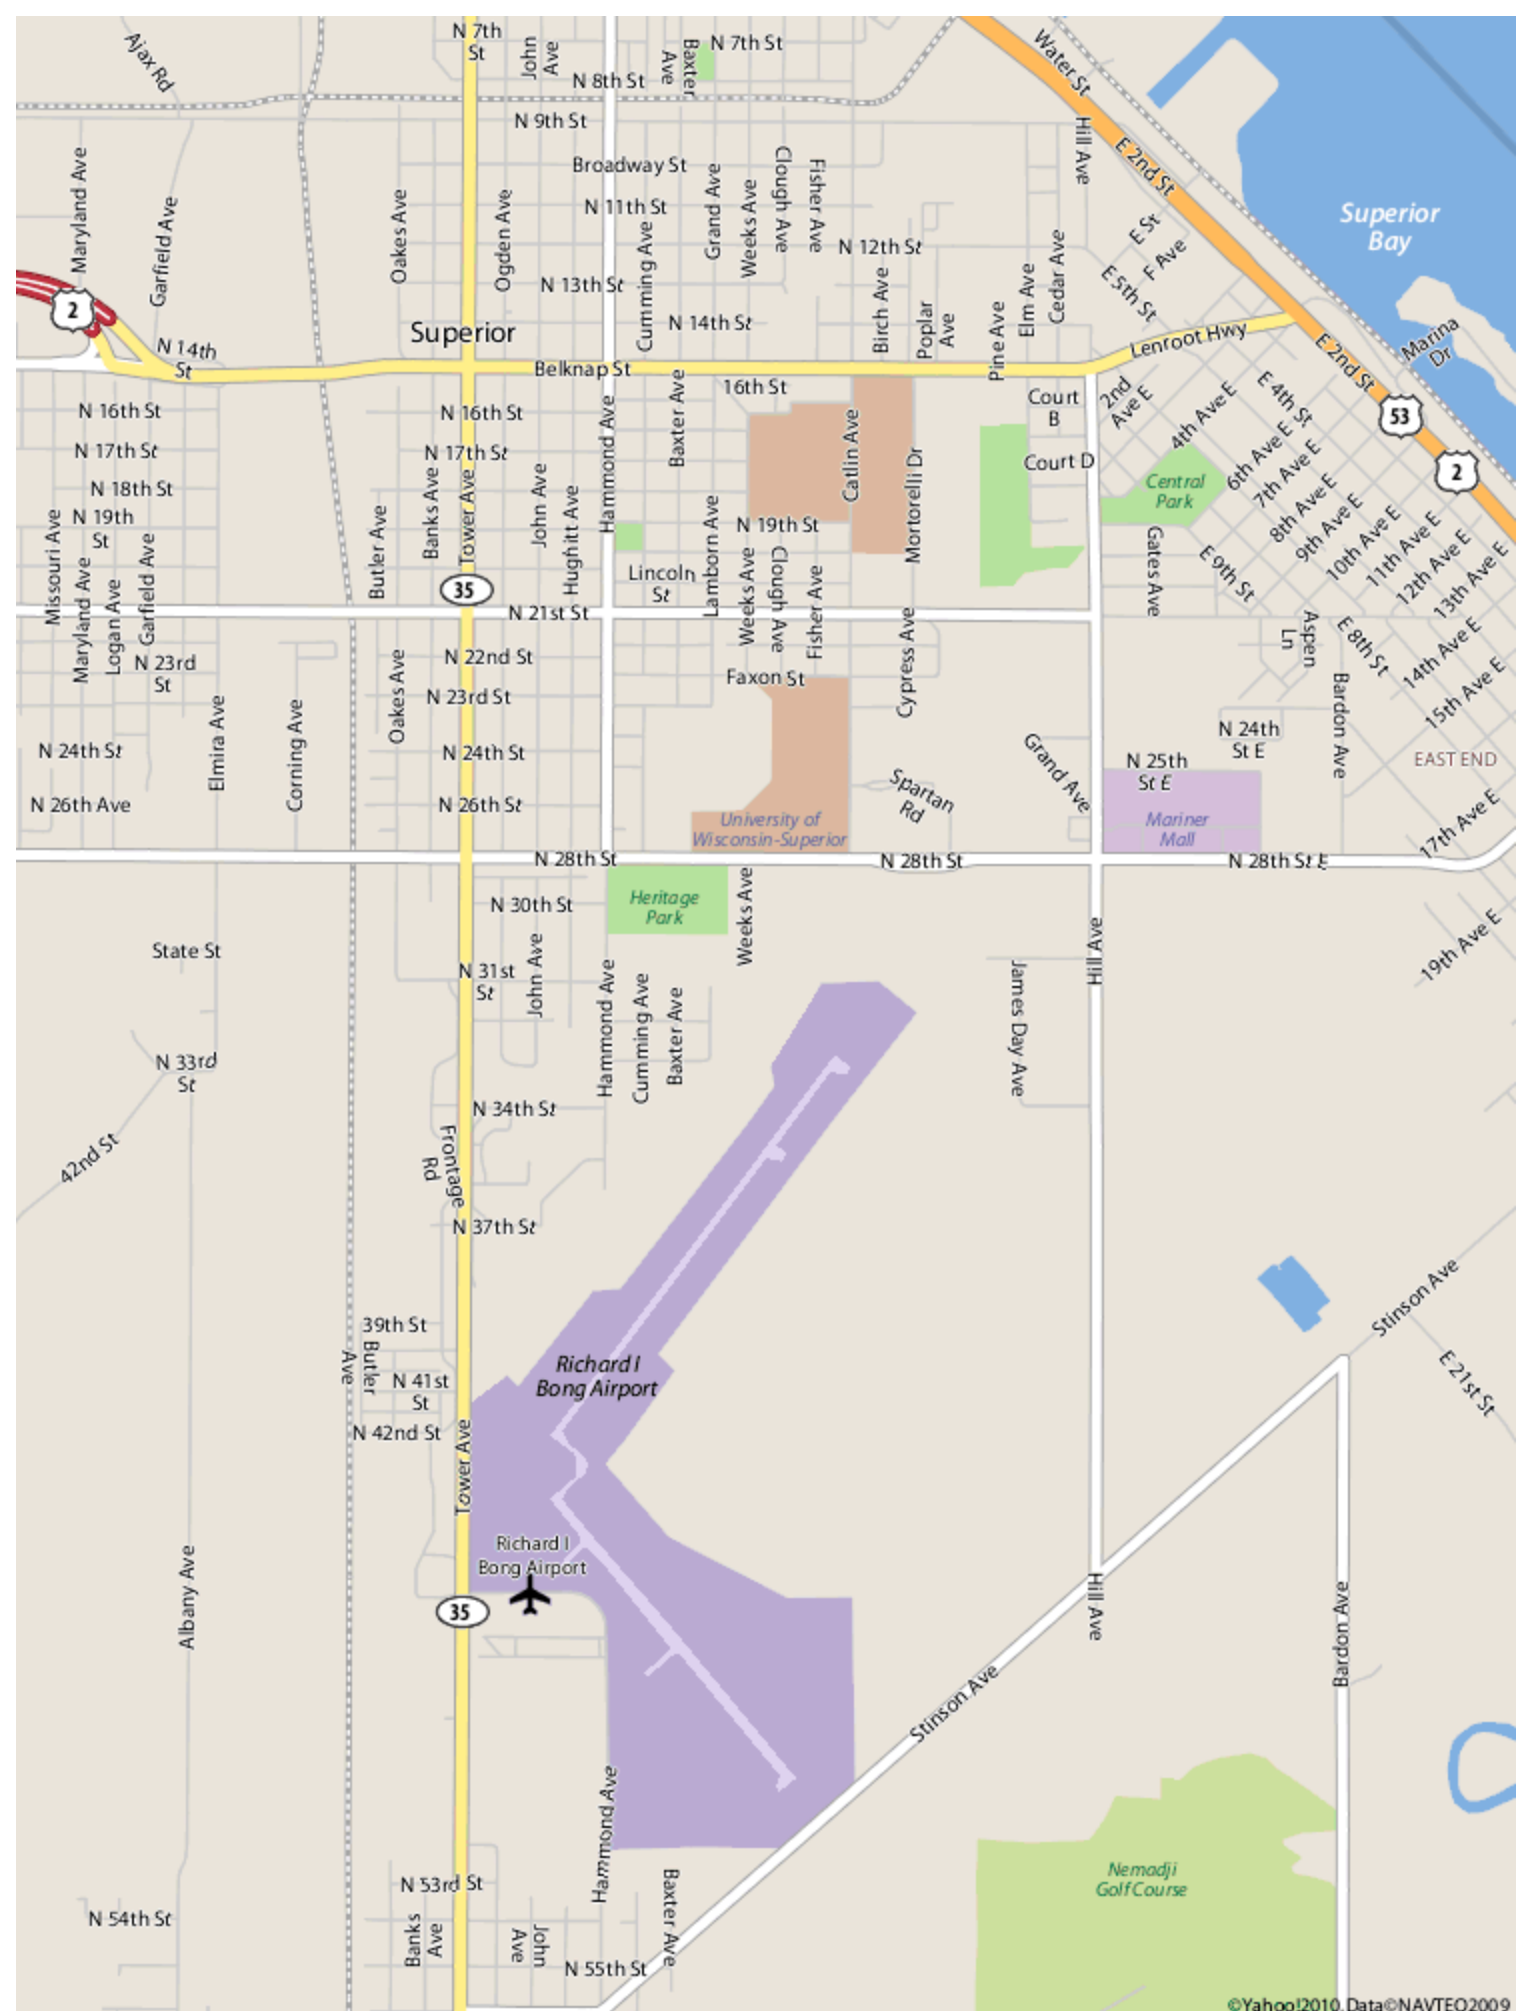 N 7th
St
John
Ave
Baxter
Ave
N 7th St
Water St
Ajax Rd
N 8th St
N 9th St
Hill Ave
E 2nd St
Broadway St
Maryland Ave
Garfield Ave
Oakes Ave
Ogden Ave
N 11th St
Cumming Ave
Grand Ave
Weeks Ave
Clough Ave
Fisher Ave
N 12th St
E St
F Ave
E 5th St
Superior
Bay
N 13th St
Birch Ave
Poplar
Ave
Pine Ave
Elm Ave
Cedar Ave
2
N 14th St
Superior
N 14th
St
Lenroot Hwy
E 2nd St
Marina
Dr
Belknap St
16th St
N 16th St
N 16th St
Hammond Ave
Baxter Ave
Catlin Ave
Court
B
2nd
Ave E
4th Ave E
E 4th St
53
N 17th St
N 17th St
Mortorelli Dr
Court D
Central
Park
6th Ave E
7th Ave E
8th Ave E
9th Ave E
10th Ave E
11th Ave E
12th Ave E
13th Ave E
2
N 18th St
N 19th
St
Missouri Ave
Maryland Ave
Logan Ave
Garfield Ave
Butler Ave
Banks Ave
Tower Ave
John Ave
Hughitt Ave
Lamborn Ave
N 19th St
Weeks Ave
Clough Ave
Fisher Ave
Gates Ave
E 9th St
Lincoln
St
35
N 21st St
Cypress Ave
Aspen
Ln
E 8th St
14th Ave E
15th Ave E
N 22nd St
N 23rd
St
Oakes Ave
N 23rd St
Faxon St
Bardon Ave
Elmira Ave
Corning Ave
N 24th St
N 24th St
N 24th
St E
Grand Ave
N 25th
St E
EAST END
N 26th Ave
N 26th St
Spartan
Rd
University of
Wisconsin-Superior
Mariner
Mall
17th Ave E
N 28th St
N 28th St
N 28th St E
N 30th St
Heritage
Park
Weeks Ave
Hill Ave
19th Ave E
State St
N 31st
St
John Ave
Hammond Ave
Cumming Ave
Baxter Ave
James Day Ave
N 33rd
St
N 34th St
42nd St
Frontage
Rd
N 37th St
Stinson Ave
39th St
Butler
Ave
N 41st
St
Richard I
Bong Airport
E 21st St
N 42nd St
Tower Ave
Richard I
Bong Airport
35
Albany Ave
Hill Ave
Bardon Ave
Stinson Ave
Hammond Ave
Nemadji
Golf Course
N 53rd St
Baxter Ave
N 54th St
Banks
Ave
John
Ave
N 55th St
©Yahoo!2010, Data©NAVTEQ2009